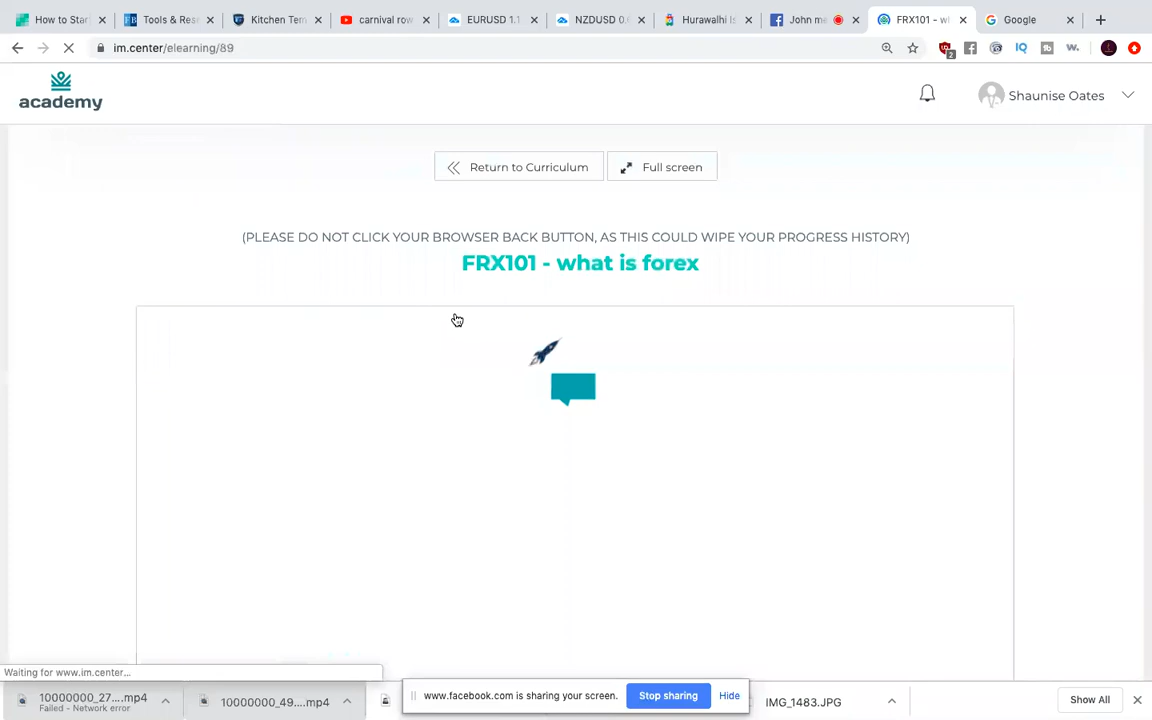 How to Star
Tools & Res
Kitchen Tem
carnival row
EURUSD 1.1
NZDUSD 0.
Hurawalhi Is
John me
FRX101 - w
Google
im.center/elearning/89
2
IQ
w.
academy
Shaunise Oates
Return to Curriculum
Full screen
(PLEASE DO NOT CLICK YOUR BROWSER BACK BUTTON, AS THIS COULD WIPE YOUR PROGRESS HISTORY)
FRX101 - what is forex
Waiting for www.im.center...
10000000_27....mp4
Failed - Network error
10000000_49....mp4
www.facebook.com is sharing your screen.
Stop sharing
Hide
IMG_1483.JPG
Show All